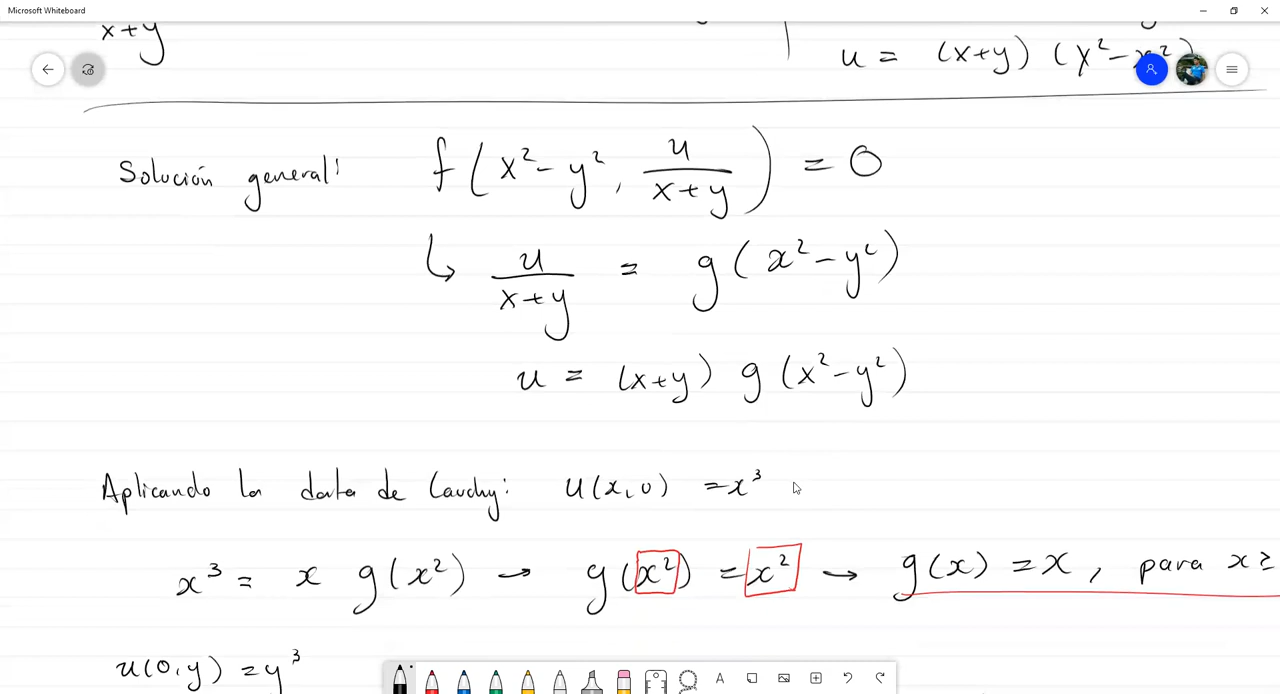 Microsoft Whiteboard
x+y
u = (x+y) (y² - x²)
Solución general: f(x² - y², u/(x+y)) = 0
↳ u/(x+y) = g(x² - y²)
u = (x+y) g(x² - y²)
Aplicando la data de Cauchy: u(x,0) = x³
x³ = x g(x²) → g(x²) = x² → g(x) = x, para x ≥
u(0,y) = y³
A